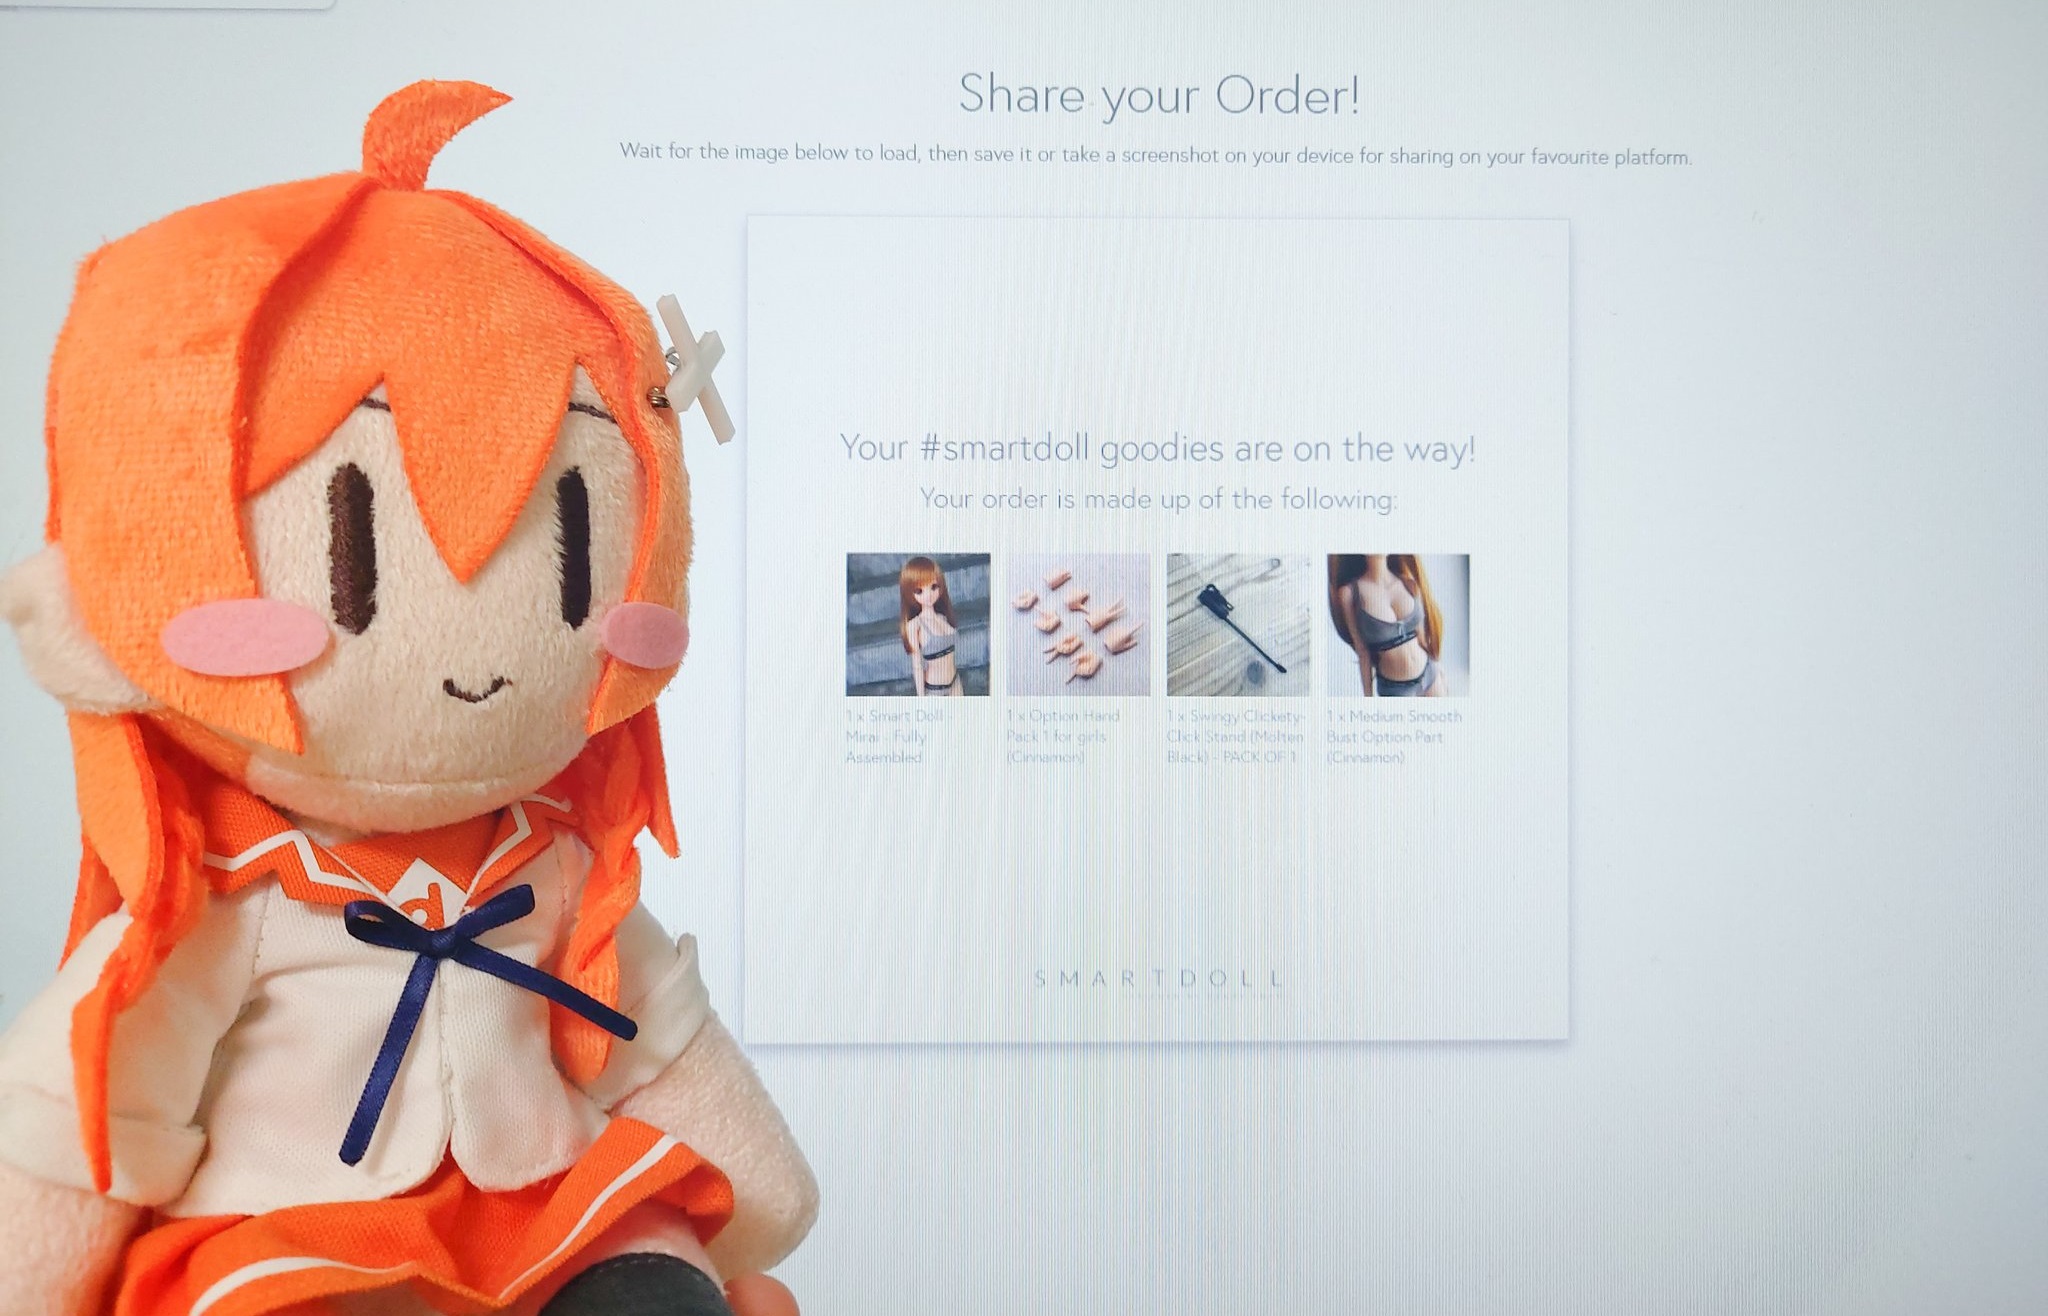 Share your Order!
Wait for the image below to load, then save it or take a screenshot on your device for sharing on your favourite platform.
Your #smartdoll goodies are on the way!
Your order is made up of the following:
1 x Smart Doll -
Mirai - Fully
Assembled
1 x Option Hand
Pack 1 for girls
(Cinnamon)
1 x Swingy Clickety-
Click Stand (Molten
Black) - PACK OF 1
1 x Medium Smooth
Bust Option Part
(Cinnamon)
d
SMARTDOLL